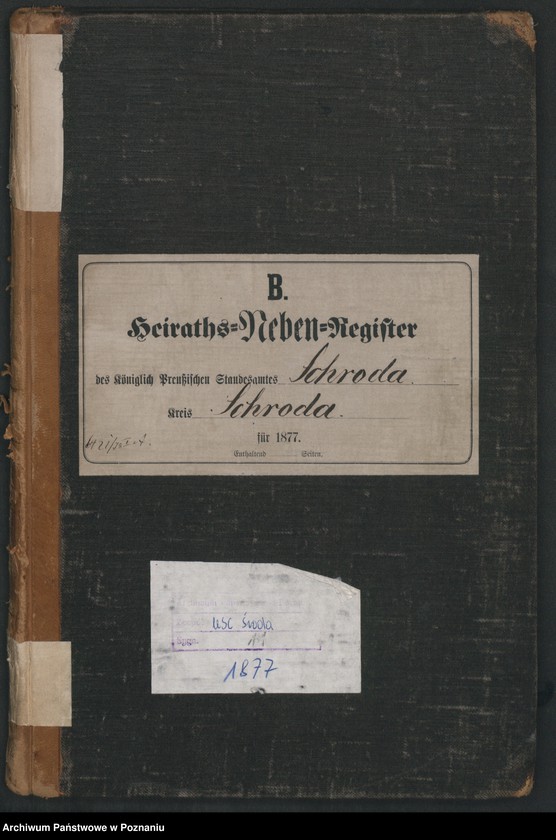 B.
Heiraths=Neben=Register
des Königlich Preußischen Standesamtes Schroda.
Kreis Schroda.
für 1877.
Enthaltend Seiten.
USC Środa
11
1877
Archiwum Państwowe w Poznaniu